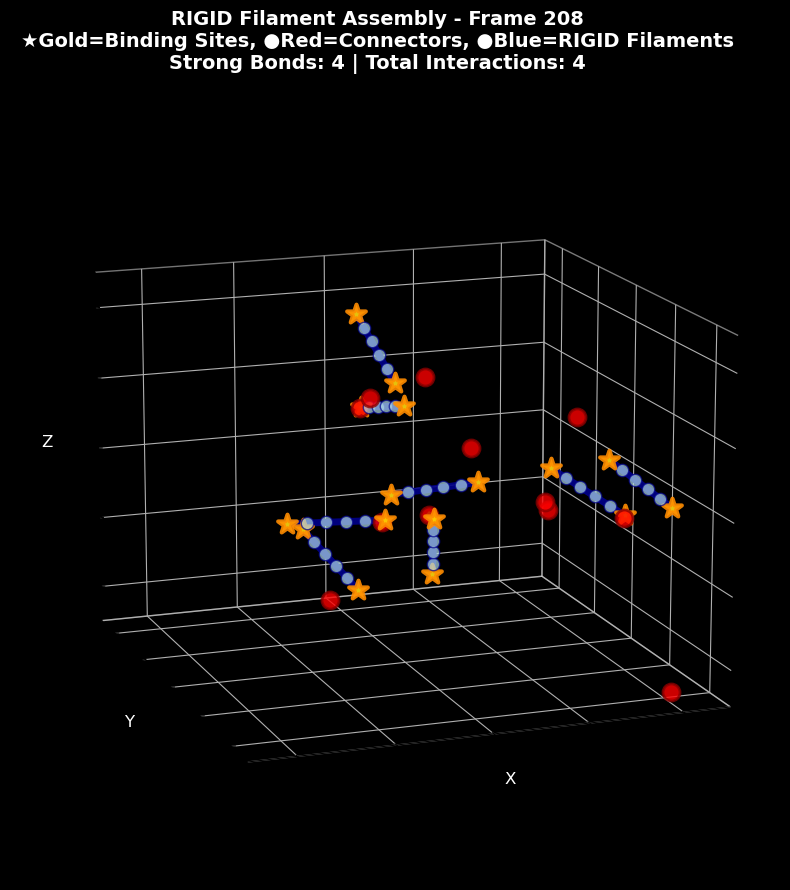 RIGID Filament Assembly - Frame 208
★Gold=Binding Sites, ●Red=Connectors, ●Blue=RIGID Filaments
Strong Bonds: 4 | Total Interactions: 4
Z
Y
X